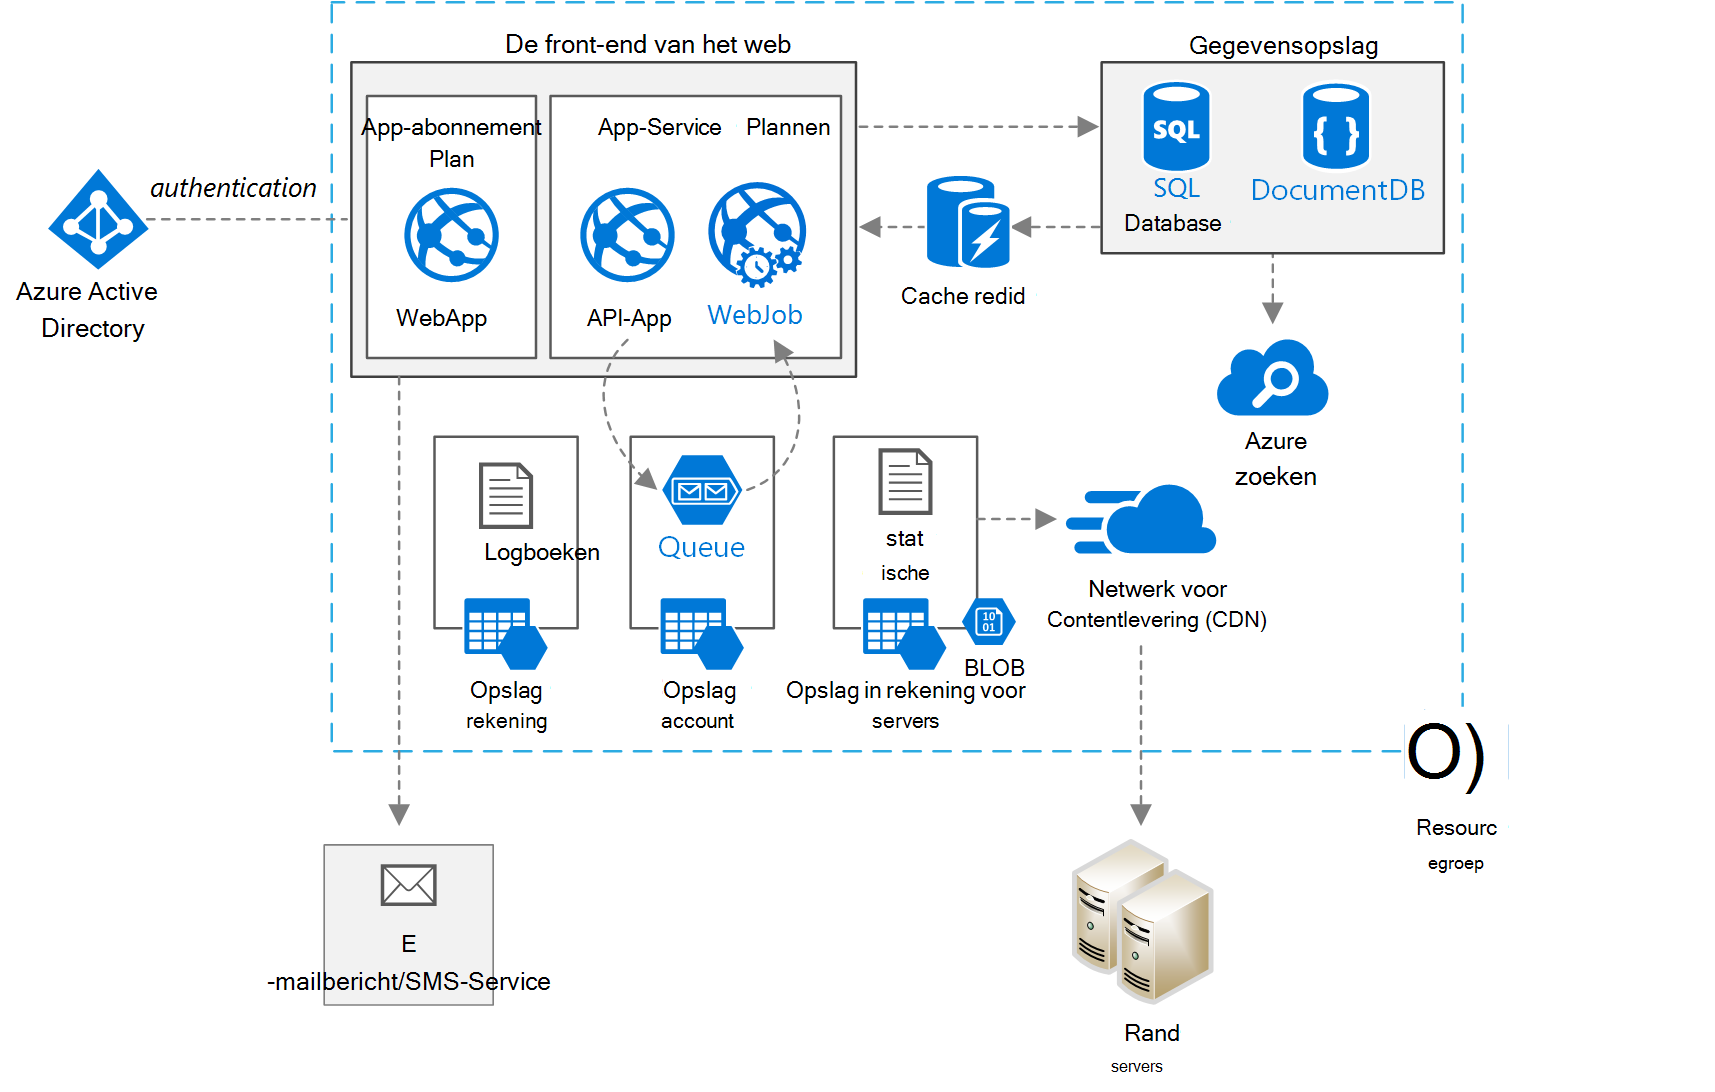 De front-end van het web
Gegevensopslag
App-abonnement
Plan
App-Service Plannen
SQL
SQL
Database
{ }
DocumentDB
authentication
Azure Active
Directory
WebApp
API-App
WebJob
Cache redid
Azure
zoeken
Logboeken
Queue
stat
ische
Netwerk voor
Contentlevering (CDN)
10
01
BLOB
Opslag
rekening
Opslag
account
Opslag in rekening voor
servers
O)
Resourc
egroep
E
-mailbericht/SMS-Service
Rand
servers